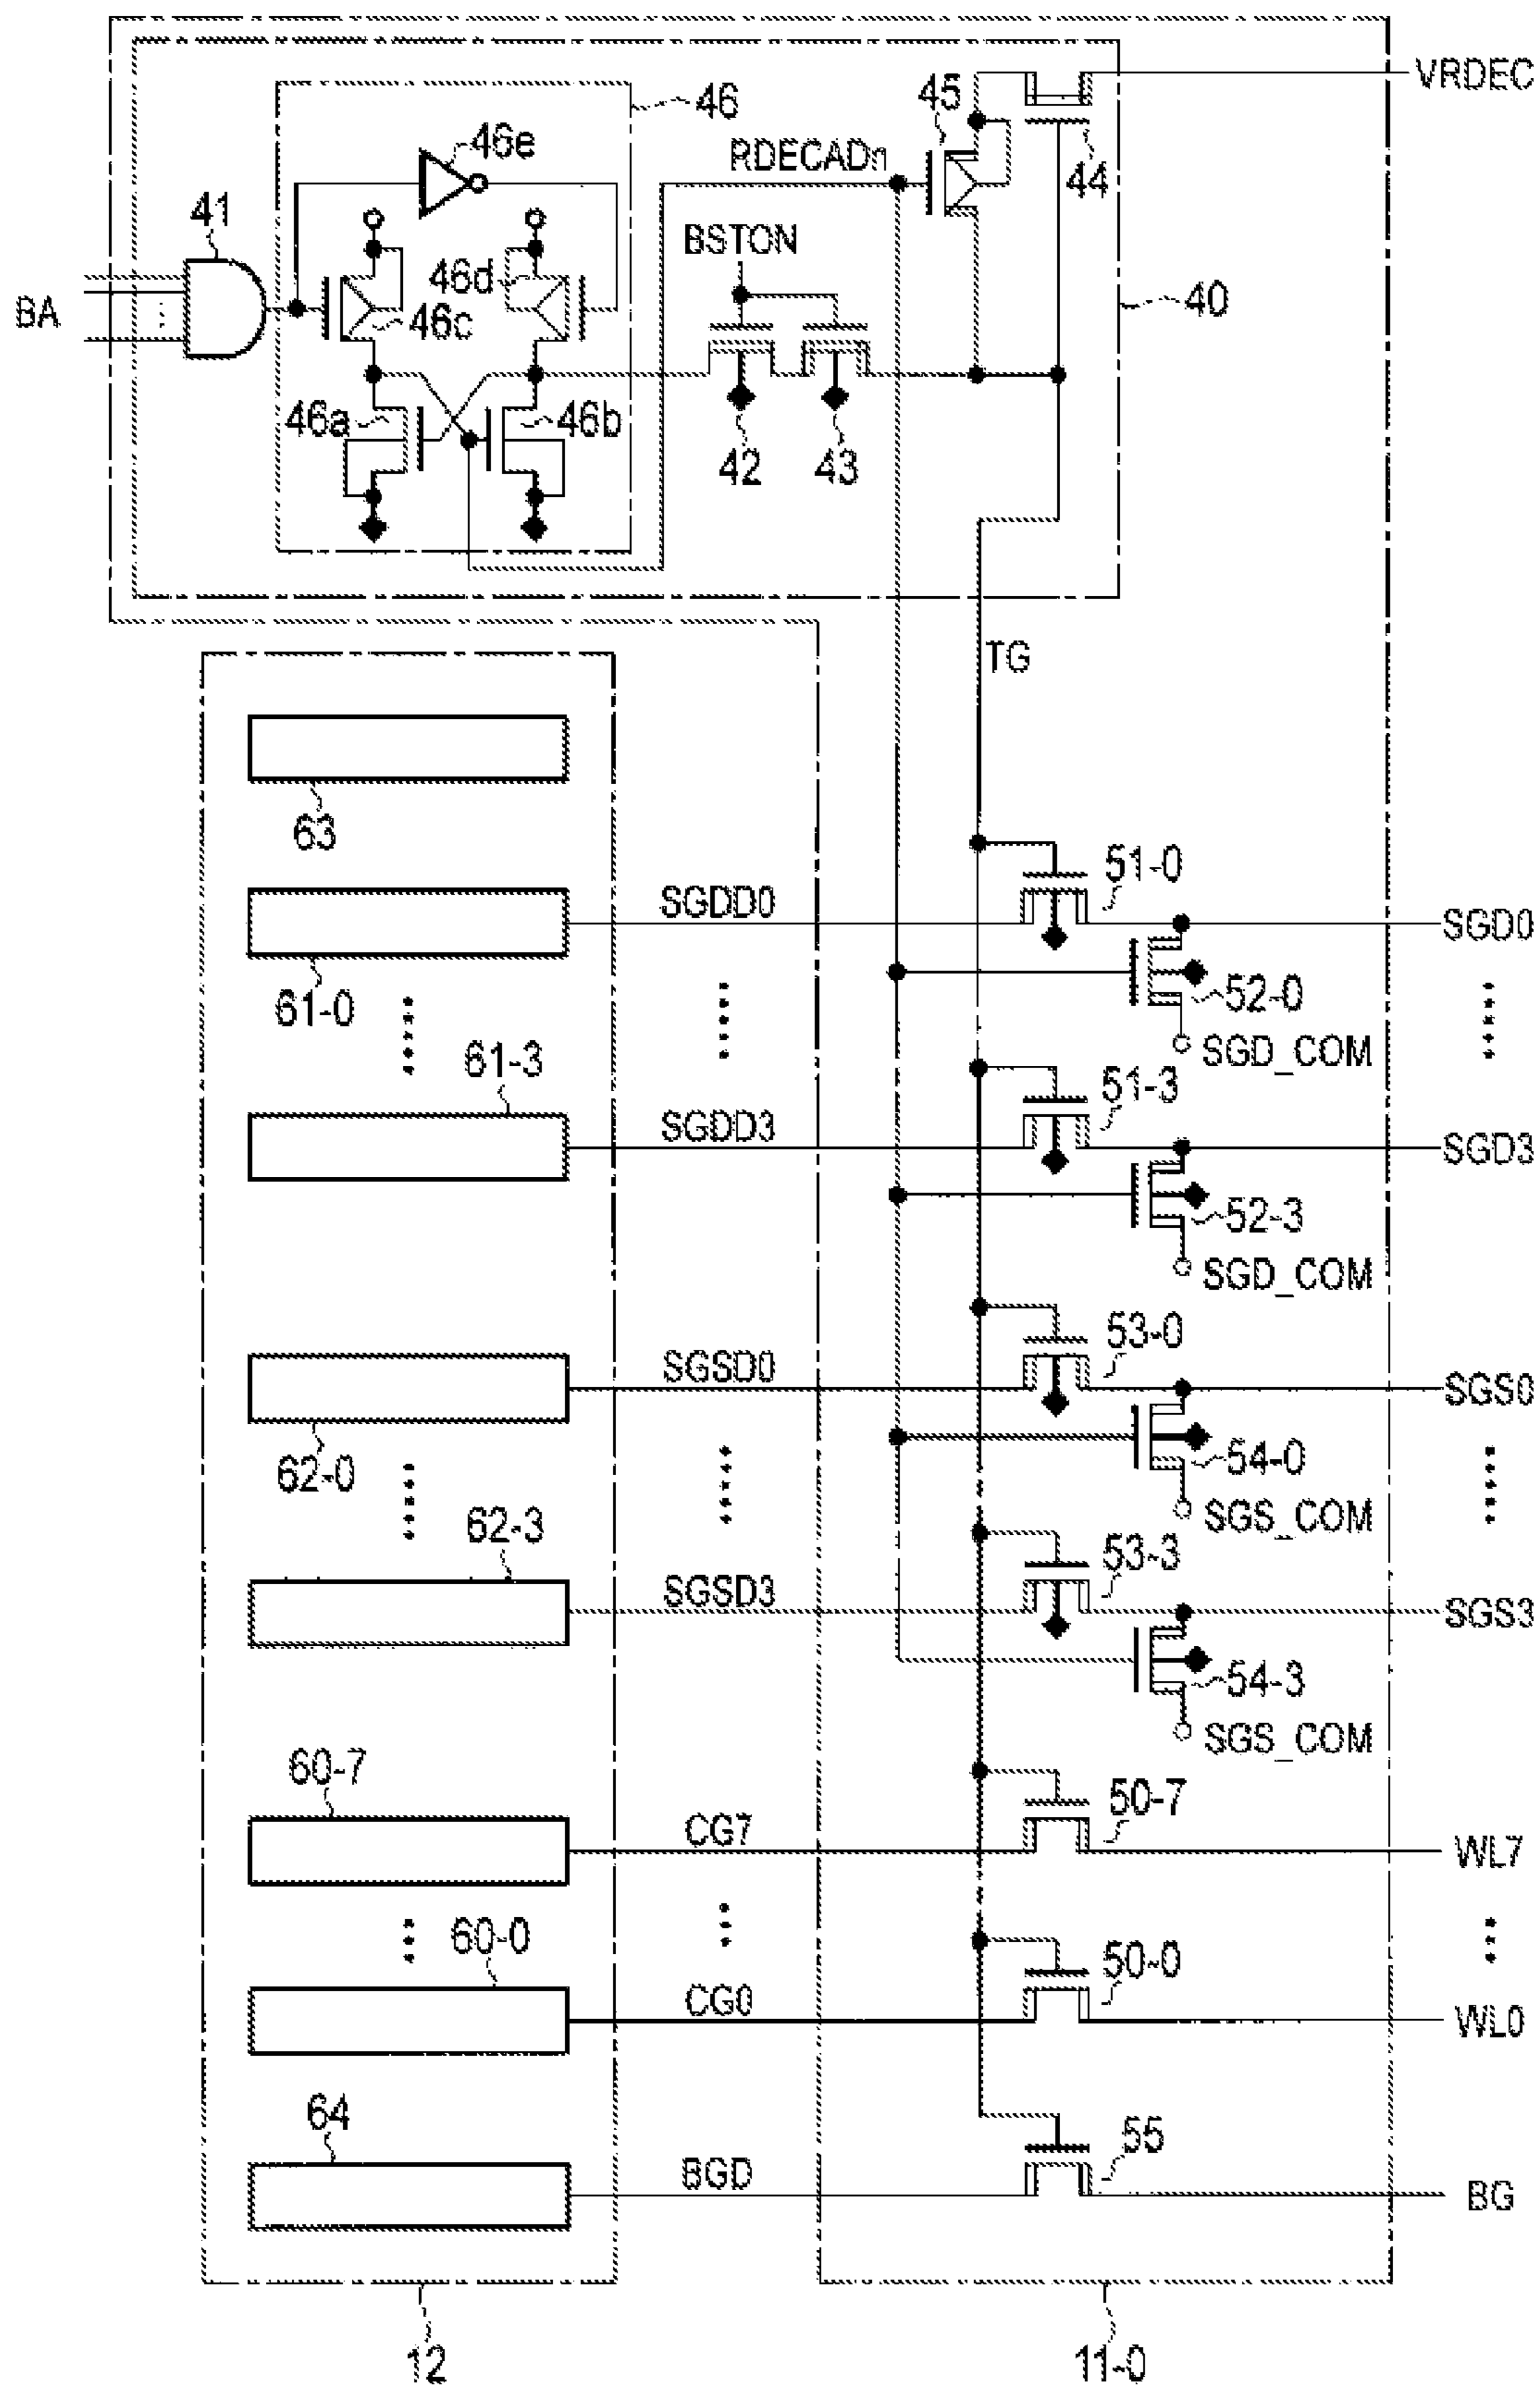 VRDEC
46
45
46e
RDECADn
44
41
BSTON
46d
40
BA
46c
46a
46b
42
43
TG
63
51-0
SGDD0
SGD0
61-0
52-0
SGD_COM
61-3
51-3
SGDD3
SGD3
52-3
SGD_COM
53-0
SGSD0
SGS0
62-0
54-0
SGS_COM
62-3
53-3
SGSD3
SGS3
54-3
SGS_COM
60-7
50-7
CG7
WL7
60-0
50-0
CG0
WL0
64
55
BGD
BG
12
11-0